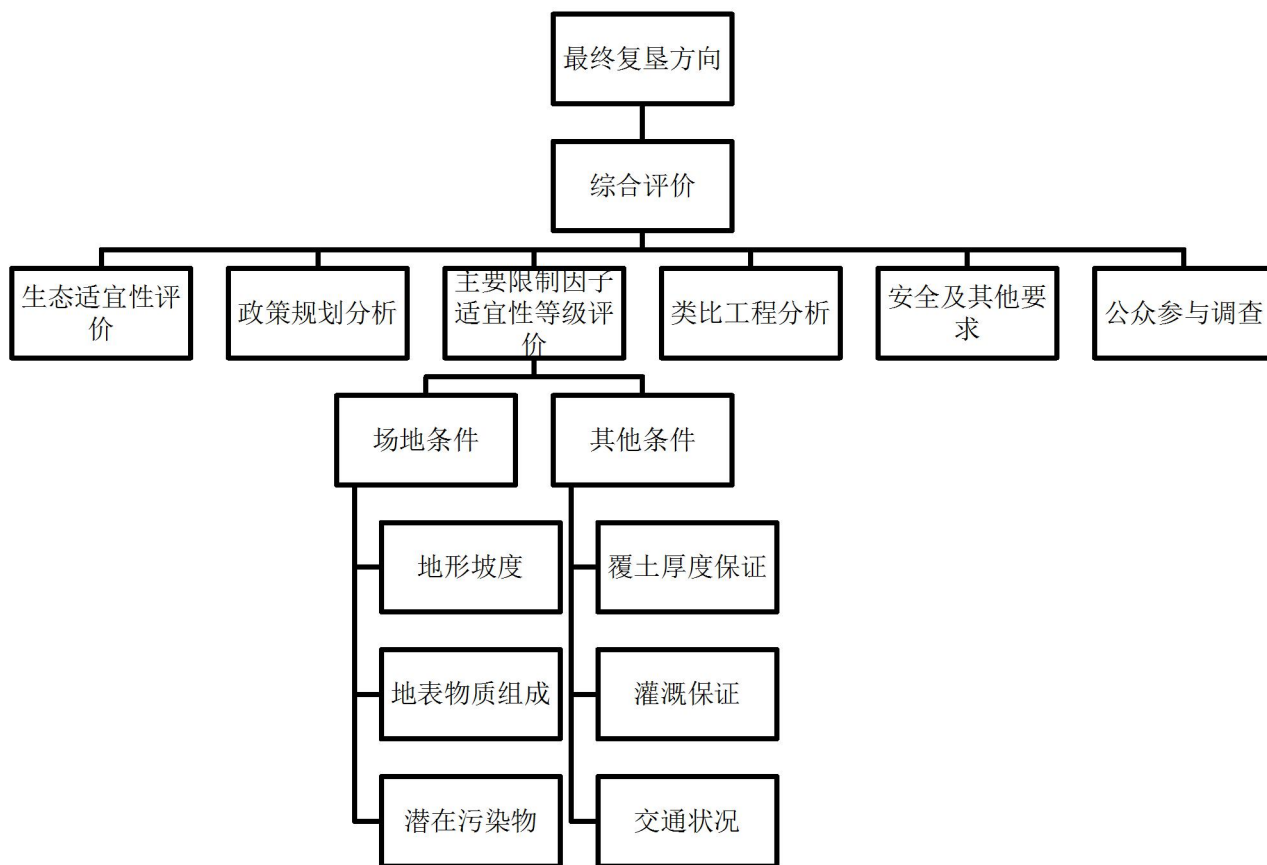 最终复垦方向
综合评价
生态适宜性评
价
政策规划分析
主要限制因子
适宜性等级评
价
类比工程分析
安全及其他要
求
公众参与调查
场地条件
其他条件
地形坡度
覆土厚度保证
地表物质组成
灌溉保证
潜在污染物
交通状况